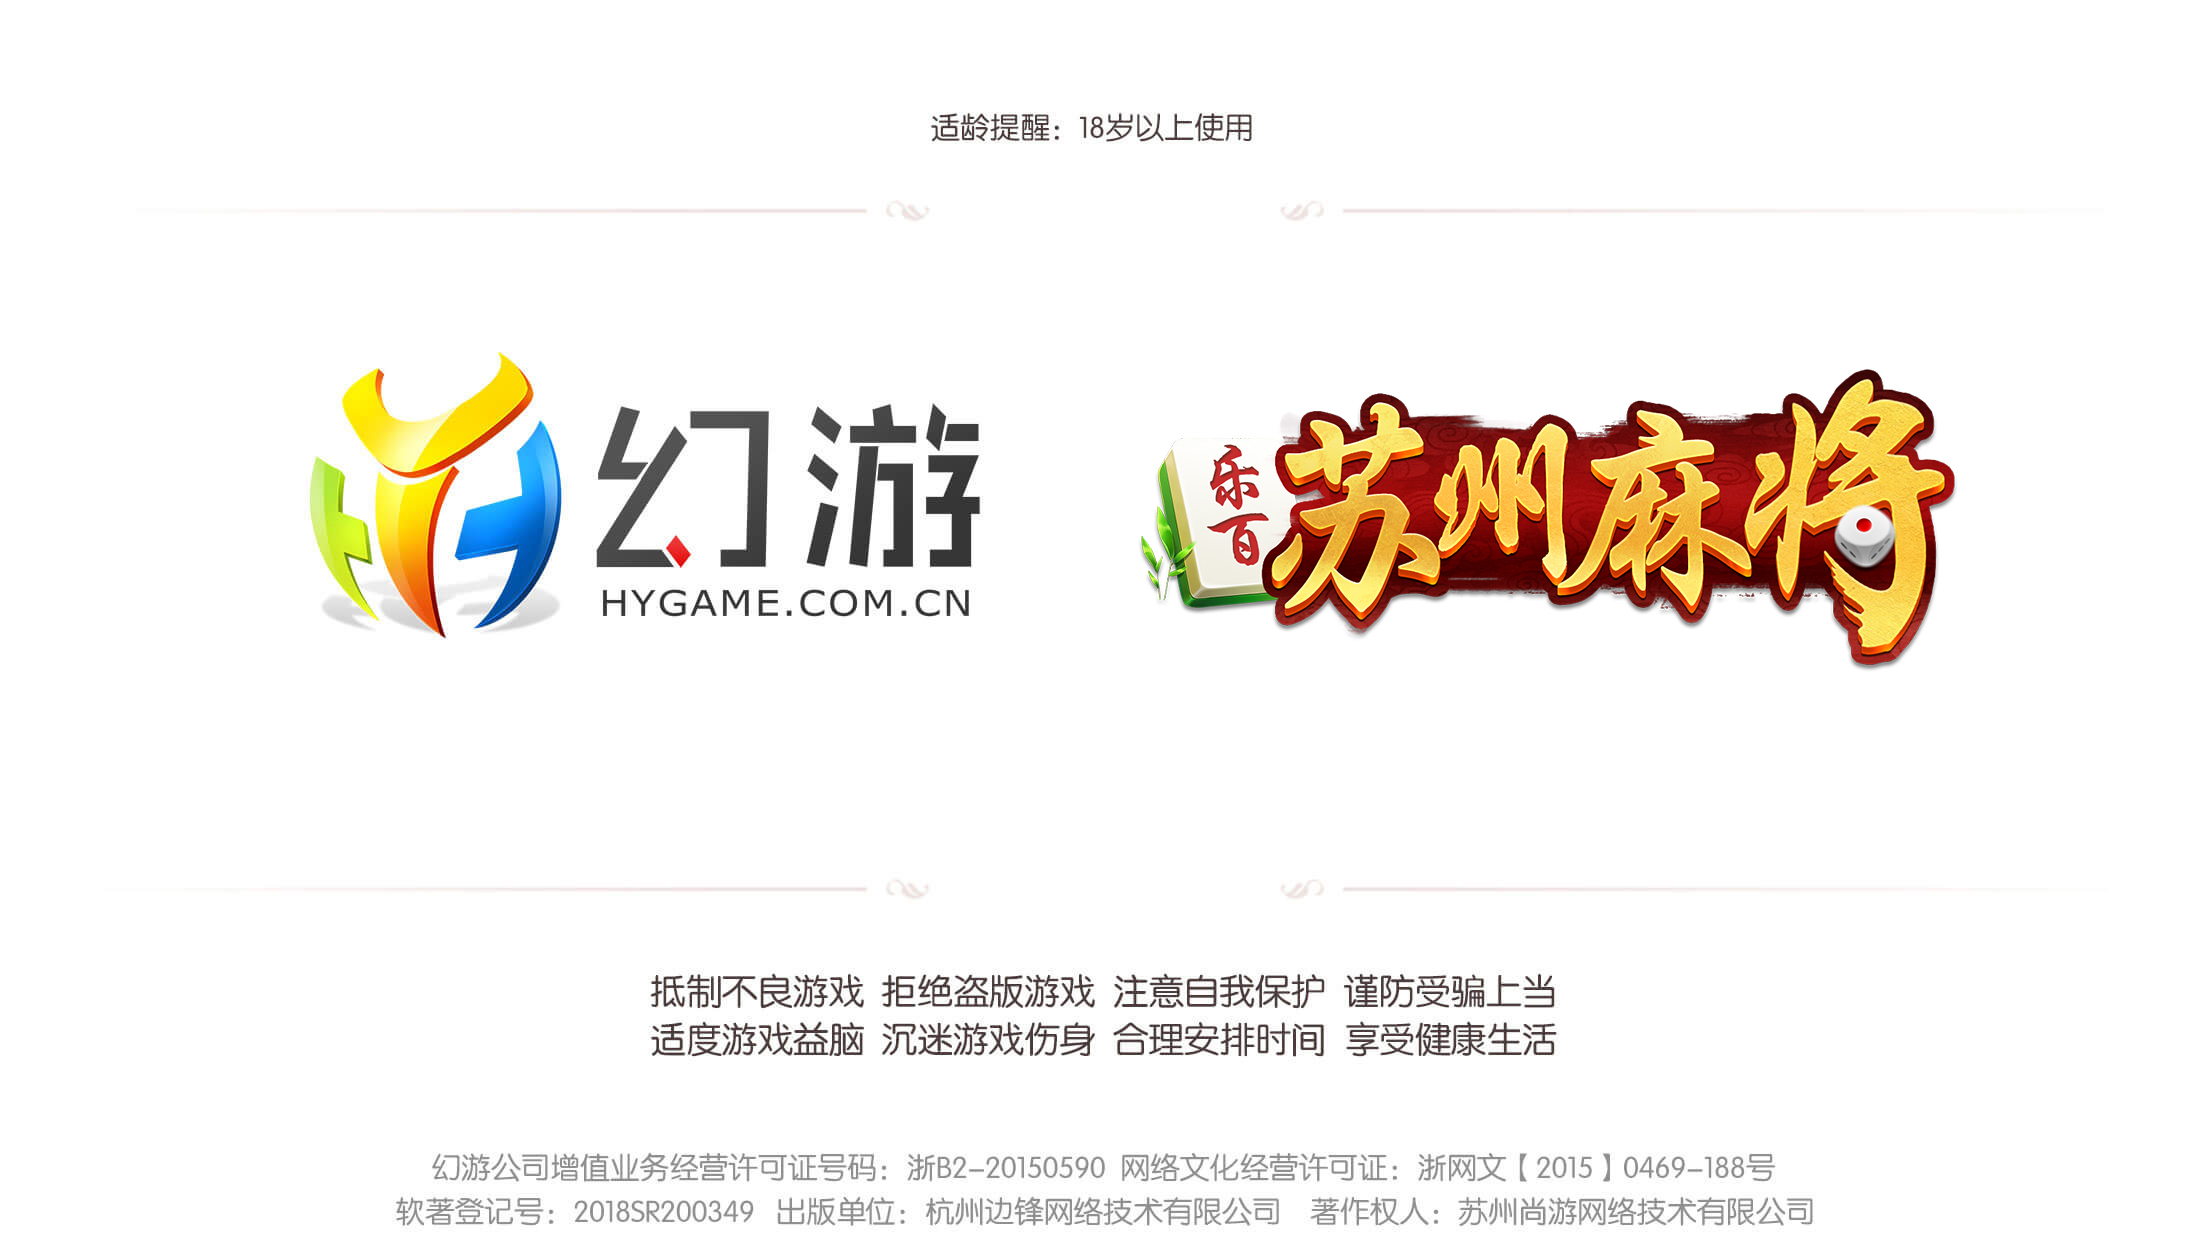 适龄提醒：18岁以上使用
幻游
HYGAME.COM.CN
乐百
苏州麻将
抵制不良游戏 拒绝盗版游戏 注意自我保护 谨防受骗上当
适度游戏益脑 沉迷游戏伤身 合理安排时间 享受健康生活
幻游公司增值业务经营许可证号码：浙B2-20150590 网络文化经营许可证：浙网文【2015】0469-188号
软著登记号：2018SR200349 出版单位：杭州边锋网络技术有限公司 著作权人：苏州尚游网络技术有限公司